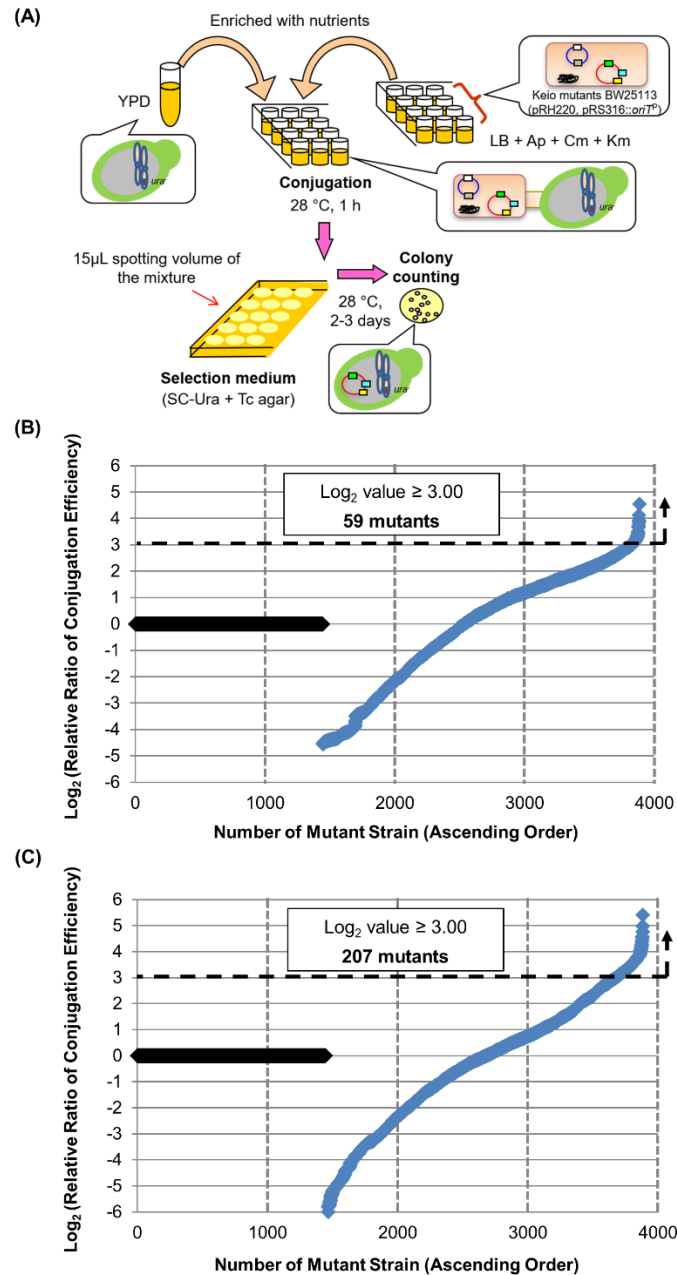 (A)
Enriched with nutrients
YPD
Keio mutants BW25113
(pRH220, pRS316::oriTᴾ)
LB + Ap + Cm + Km
ura-
ura-
Conjugation
28 °C, 1 h
15µL spotting volume of
the mixture
Colony
counting
28 °C,
2-3 days
Selection medium
(SC-Ura + Tc agar)
ura-
(B)
Log2 (Relative Ratio of Conjugation Efficiency)
6
5
4
3
2
1
0
-1
-2
-3
-4
-5
-6
Log₂ value ≥ 3.00
59 mutants
0 1000 2000 3000 4000
Number of Mutant Strain (Ascending Order)
(C)
Log2 (Relative Ratio of Conjugation Efficiency)
6
5
4
3
2
1
0
-1
-2
-3
-4
-5
-6
Log₂ value ≥ 3.00
207 mutants
0 1000 2000 3000 4000
Number of Mutant Strain (Ascending Order)